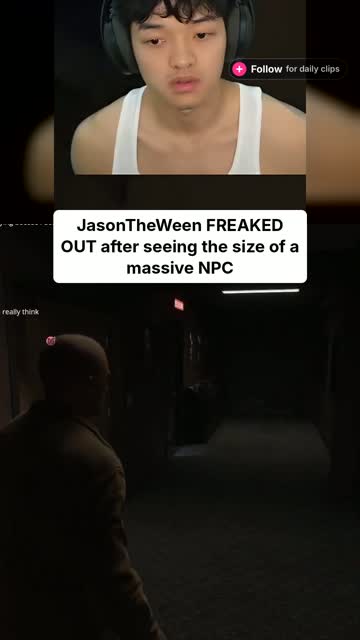 Follow for daily clips
JasonTheWeen FREAKED
OUT after seeing the size of a
massive NPC
really think